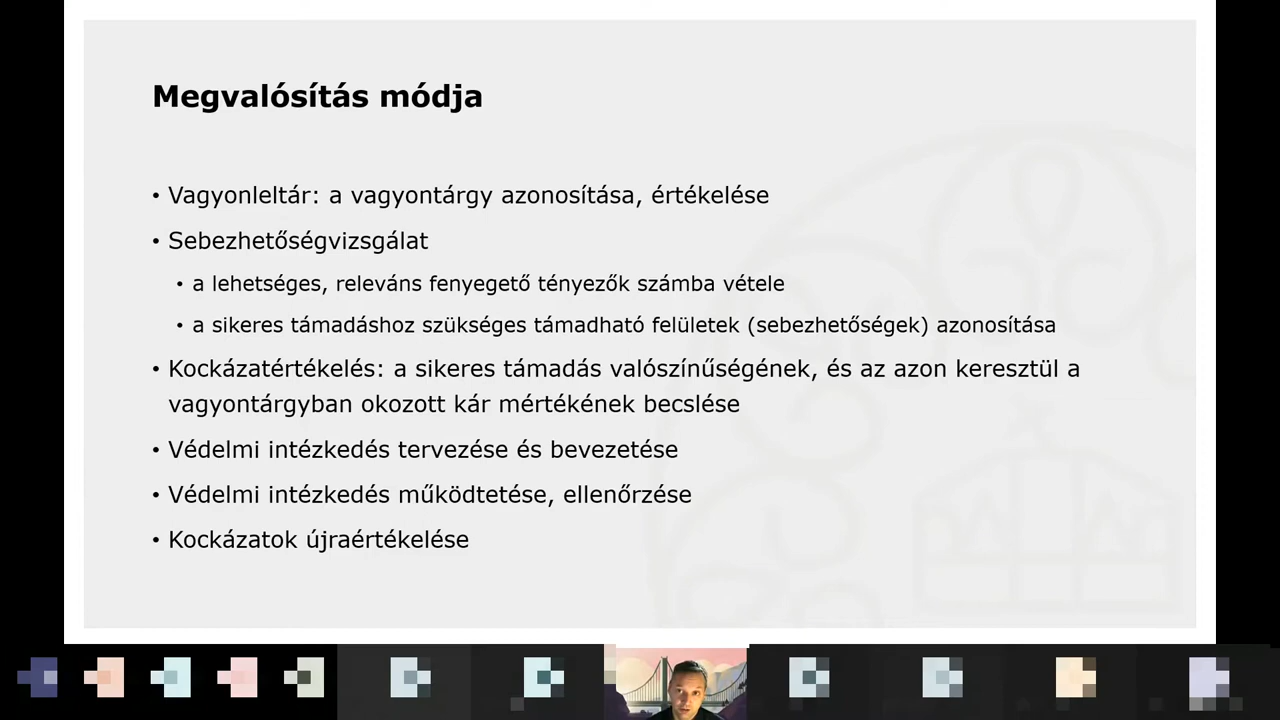 Megvalósítás módja
• Vagyonleltár: a vagyontárgy azonosítása, értékelése
• Sebezhetőségvizsgálat
• a lehetséges, releváns fenyegető tényezők számba vétele
• a sikeres támadáshoz szükséges támadható felületek (sebezhetőségek) azonosítása
• Kockázatértékelés: a sikeres támadás valószínűségének, és az azon keresztül a
vagyontárgyban okozott kár mértékének becslése
• Védelmi intézkedés tervezése és bevezetése
• Védelmi intézkedés működtetése, ellenőrzése
• Kockázatok újraértékelése